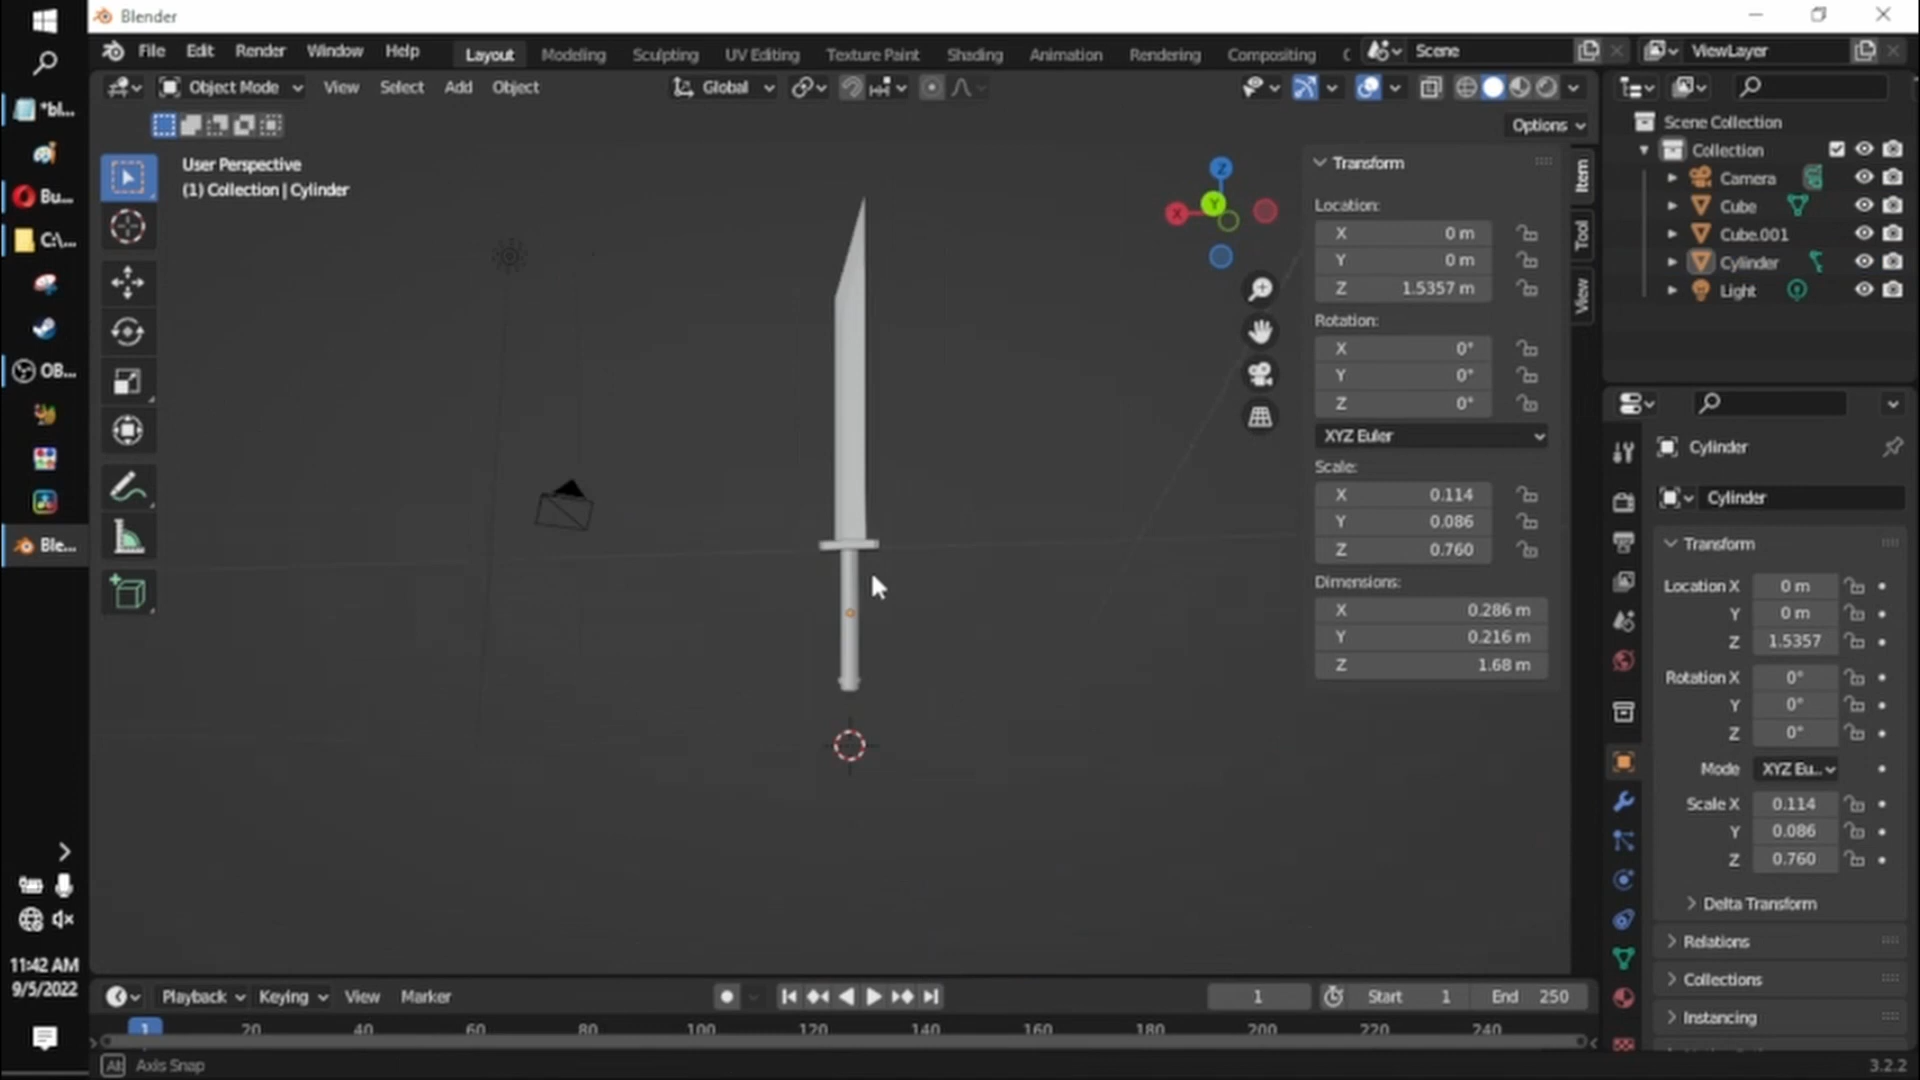 Blender
File Edit Render Window Help Layout Modeling Sculpting UV Editing Texture Paint Shading Animation Rendering Compositing Scene ViewLayer
Object Mode View Select Add Object Global
Options
User Perspective
(1) Collection | Cylinder
*bl...
Bu...
C:\...
OB...
Ble...
11:42 AM
9/5/2022
X
Y
Z
Transform
Location:
X 0 m
Y 0 m
Z 1.5357 m
Rotation:
X 0°
Y 0°
Z 0°
XYZ Euler
Scale:
X 0.114
Y 0.086
Z 0.760
Dimensions:
X 0.286 m
Y 0.216 m
Z 1.68 m
Item
Tool
View
Scene Collection
Collection
Camera
Cube
Cube.001
Cylinder
Light
Cylinder
Cylinder
Transform
Location X 0 m
Y 0 m
Z 1.5357
Rotation X 0°
Y 0°
Z 0°
Mode XYZ Eu...
Scale X 0.114
Y 0.086
Z 0.760
Delta Transform
Relations
Collections
Instancing
Playback Keying View Marker 1 Start 1 End 250
1 20 40 60 80 100 120 140 160 180 200 220 240
Alt Axis Snap
3.2.2